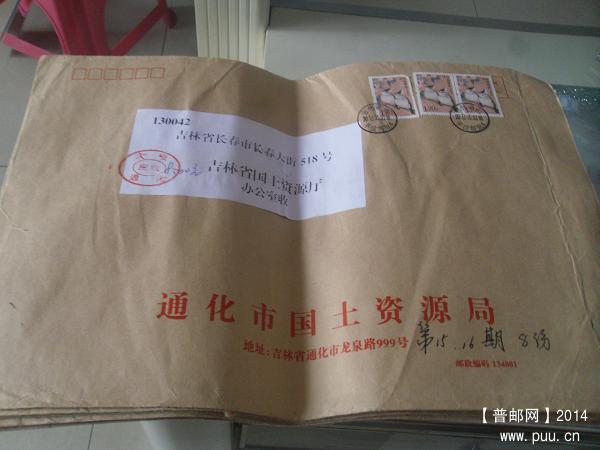 130042
吉林省长春市长春大街 518 号
吉林省国土资源厅
办公室收
通化市国土资源局
地址:吉林省通化市龙泉路999号
第15.16期 8份
邮政编码 134001
【普邮网】2014
www.puu.cn